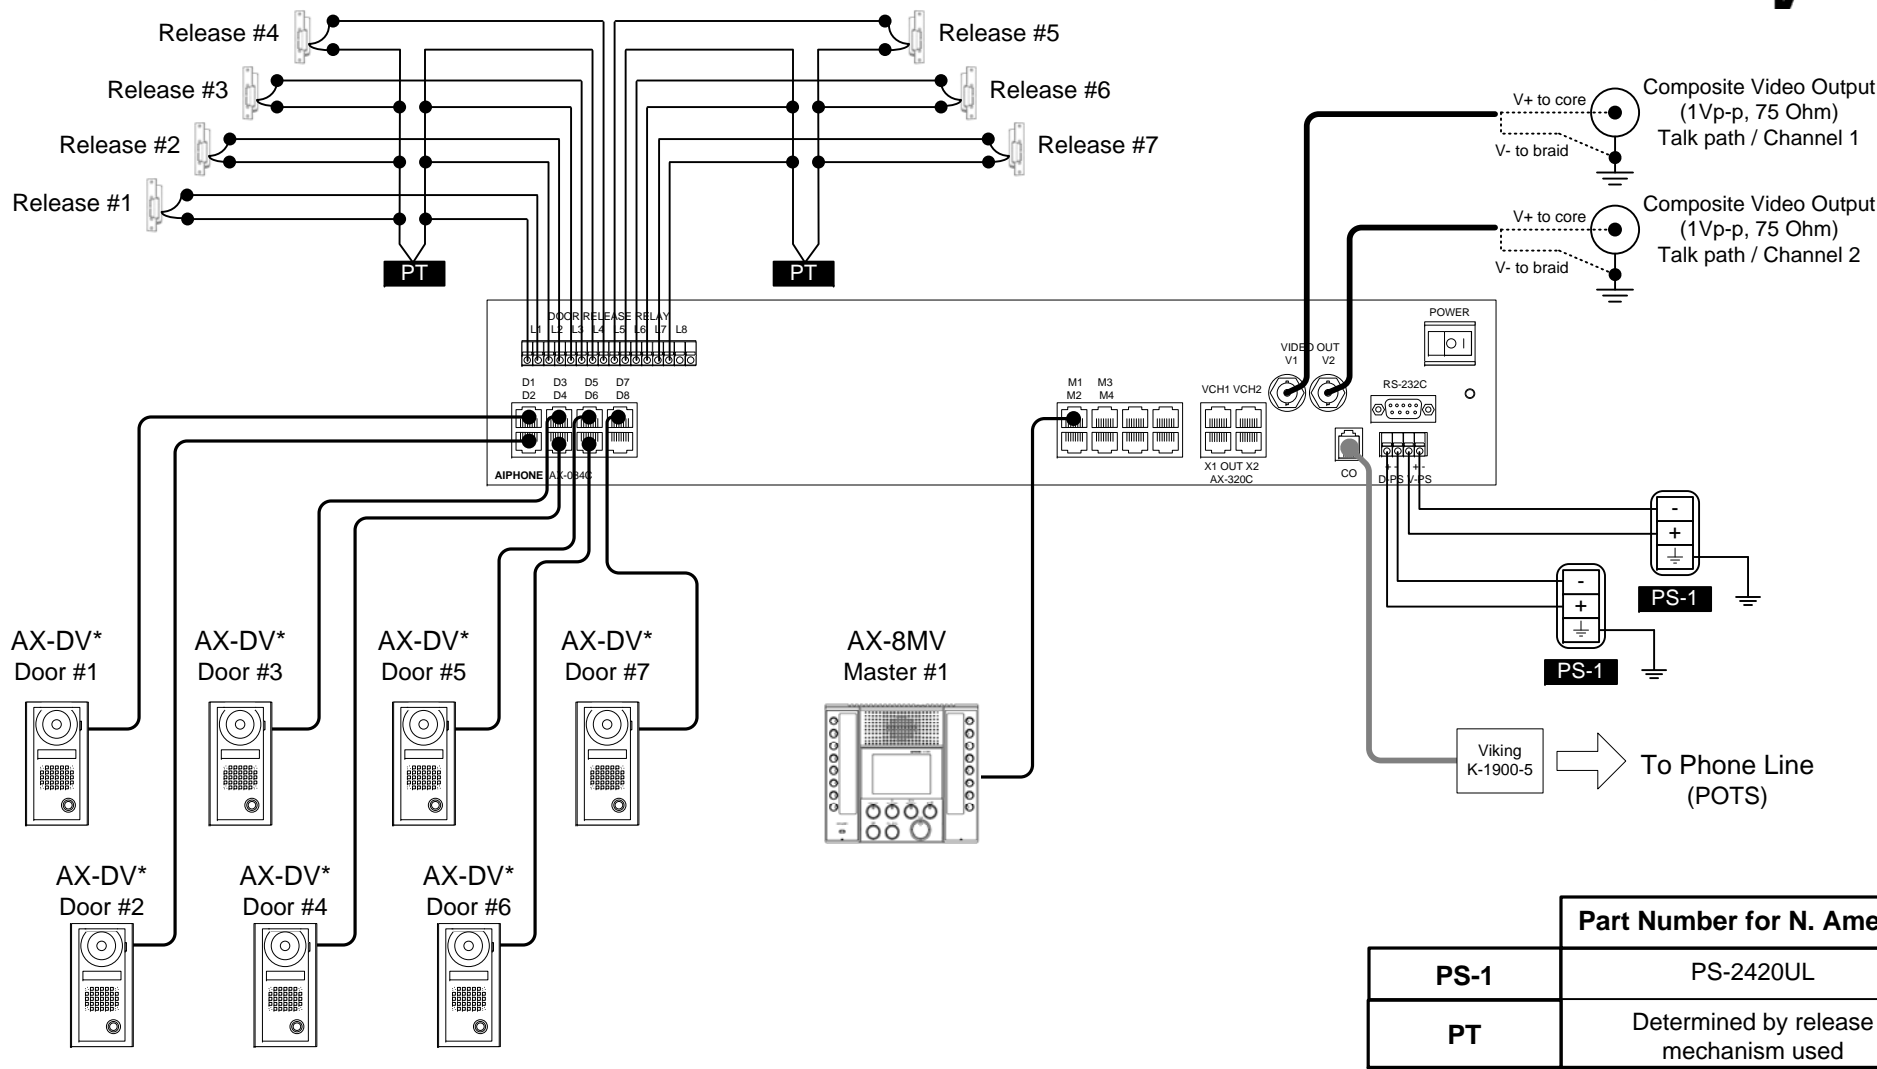 Release #4
Release #5
Release #3
Release #6
Release #2
Release #7
Release #1
PT
PT
V+ to core
V- to braid
Composite Video Output
(1Vp-p, 75 Ohm)
Talk path / Channel 1
V+ to core
V- to braid
Composite Video Output
(1Vp-p, 75 Ohm)
Talk path / Channel 2
DOOR RELEASE RELAY
L1 L2 L3 L4 L5 L6 L7 L8
D1 D3 D5 D7
D2 D4 D6 D8
AIPHONE AX-084C
M1 M3
M2 M4
VCH1 VCH2
X1 OUT X2
AX-320C
VIDEO OUT
V1 V2
POWER
RS-232C
CO
+ - + -
D-PS V-PS
-
+
PS-1
-
+
PS-1
AX-DV*
Door #1
AX-DV*
Door #3
AX-DV*
Door #5
AX-DV*
Door #7
AX-8MV
Master #1
Viking
K-1900-5
To Phone Line
(POTS)
AX-DV*
Door #2
AX-DV*
Door #4
AX-DV*
Door #6
Part Number for N. Ame
PS-1 PS-2420UL
PT Determined by release
mechanism used